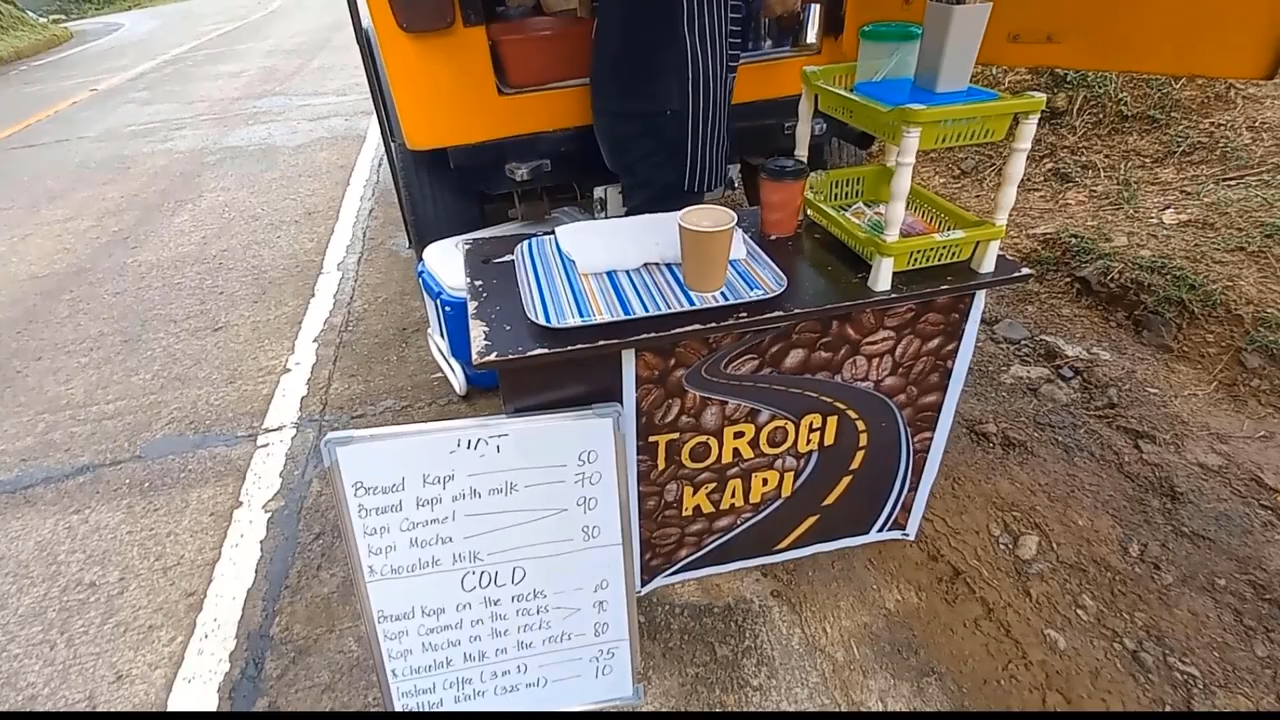 HOT
Brewed Kapi 50
Brewed Kapi with milk 70
Kapi Caramel 90
Kapi Mocha
* Chocolate Milk 80
COLD
Brewed Kapi on the rocks
Kapi Caramel on the rocks 90
Kapi Mocha on the rocks
* Chocolate Milk on the rocks 80
Instant Coffee (3 in 1) 25
Bottled Water (325 ml) 10
TOROGI
KAPI